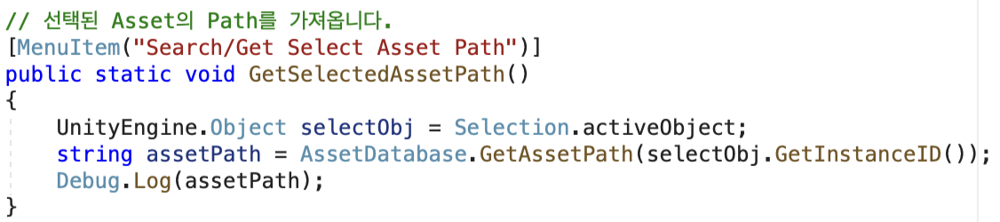 // 선택된 Asset의 Path를 가져옵니다.
[MenuItem("Search/Get Select Asset Path")]
public static void GetSelectedAssetPath()
{
    UnityEngine.Object selectObj = Selection.activeObject;
    string assetPath = AssetDatabase.GetAssetPath(selectObj.GetInstanceID());
    Debug.Log(assetPath);
}